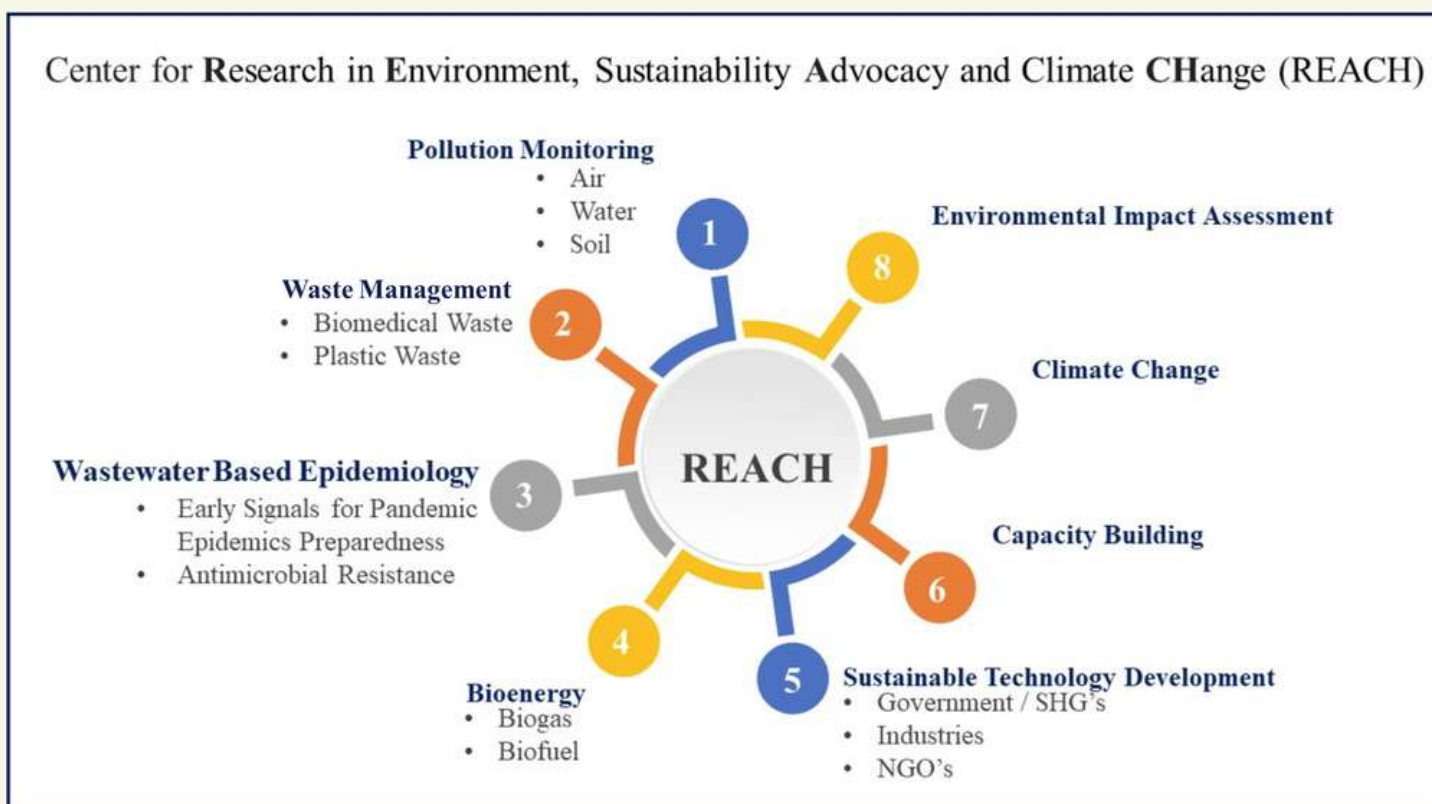 Center for Research in Environment, Sustainability Advocacy and Climate CHange (REACH)
Pollution Monitoring
• Air
• Water
• Soil
1
Waste Management
• Biomedical Waste
• Plastic Waste
2
Wastewater Based Epidemiology
• Early Signals for Pandemic
Epidemics Preparedness
• Antimicrobial Resistance
3
Bioenergy
• Biogas
• Biofuel
4
Sustainable Technology Development
• Government / SHG's
• Industries
• NGO's
5
Capacity Building
6
Climate Change
7
Environmental Impact Assessment
8
REACH